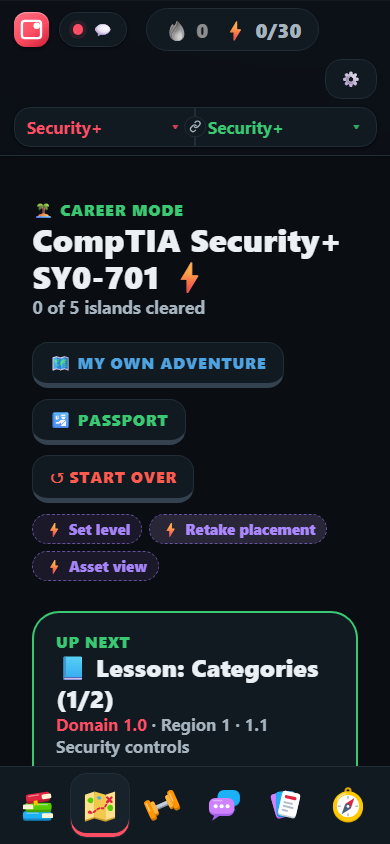 0
0/30
Security+
Security+
CAREER MODE
CompTIA Security+
SY0-701
0 of 5 islands cleared
MY OWN ADVENTURE
PASSPORT
↺ START OVER
Set level
Retake placement
Asset view
UP NEXT
Lesson: Categories
(1/2)
Domain 1.0 · Region 1 · 1.1
Security controls